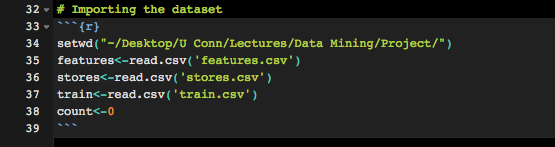 32 # Importing the dataset
33 ```{r}
34 setwd("~/Desktop/U Conn/Lectures/Data Mining/Project/")
35 features<-read.csv('features.csv')
36 stores<-read.csv('stores.csv')
37 train<-read.csv('train.csv')
38 count<-0
39 ```